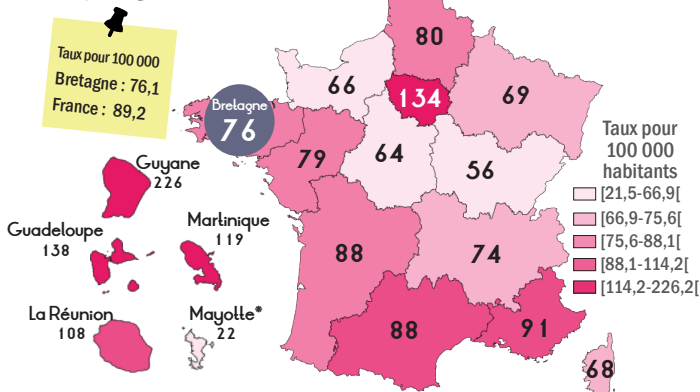 Taux pour 100 000
Bretagne : 76,1
France : 89,2
80
66
134
69
Bretagne
76
79
64
56
Taux pour
100 000
habitants
[21,5-66,9[
[66,9-75,6[
[75,6-88,1[
[88,1-114,2[
[114,2-226,2[
Guyane
226
Guadeloupe
138
Martinique
119
88
74
La Réunion
108
Mayotte*
22
88
91
68